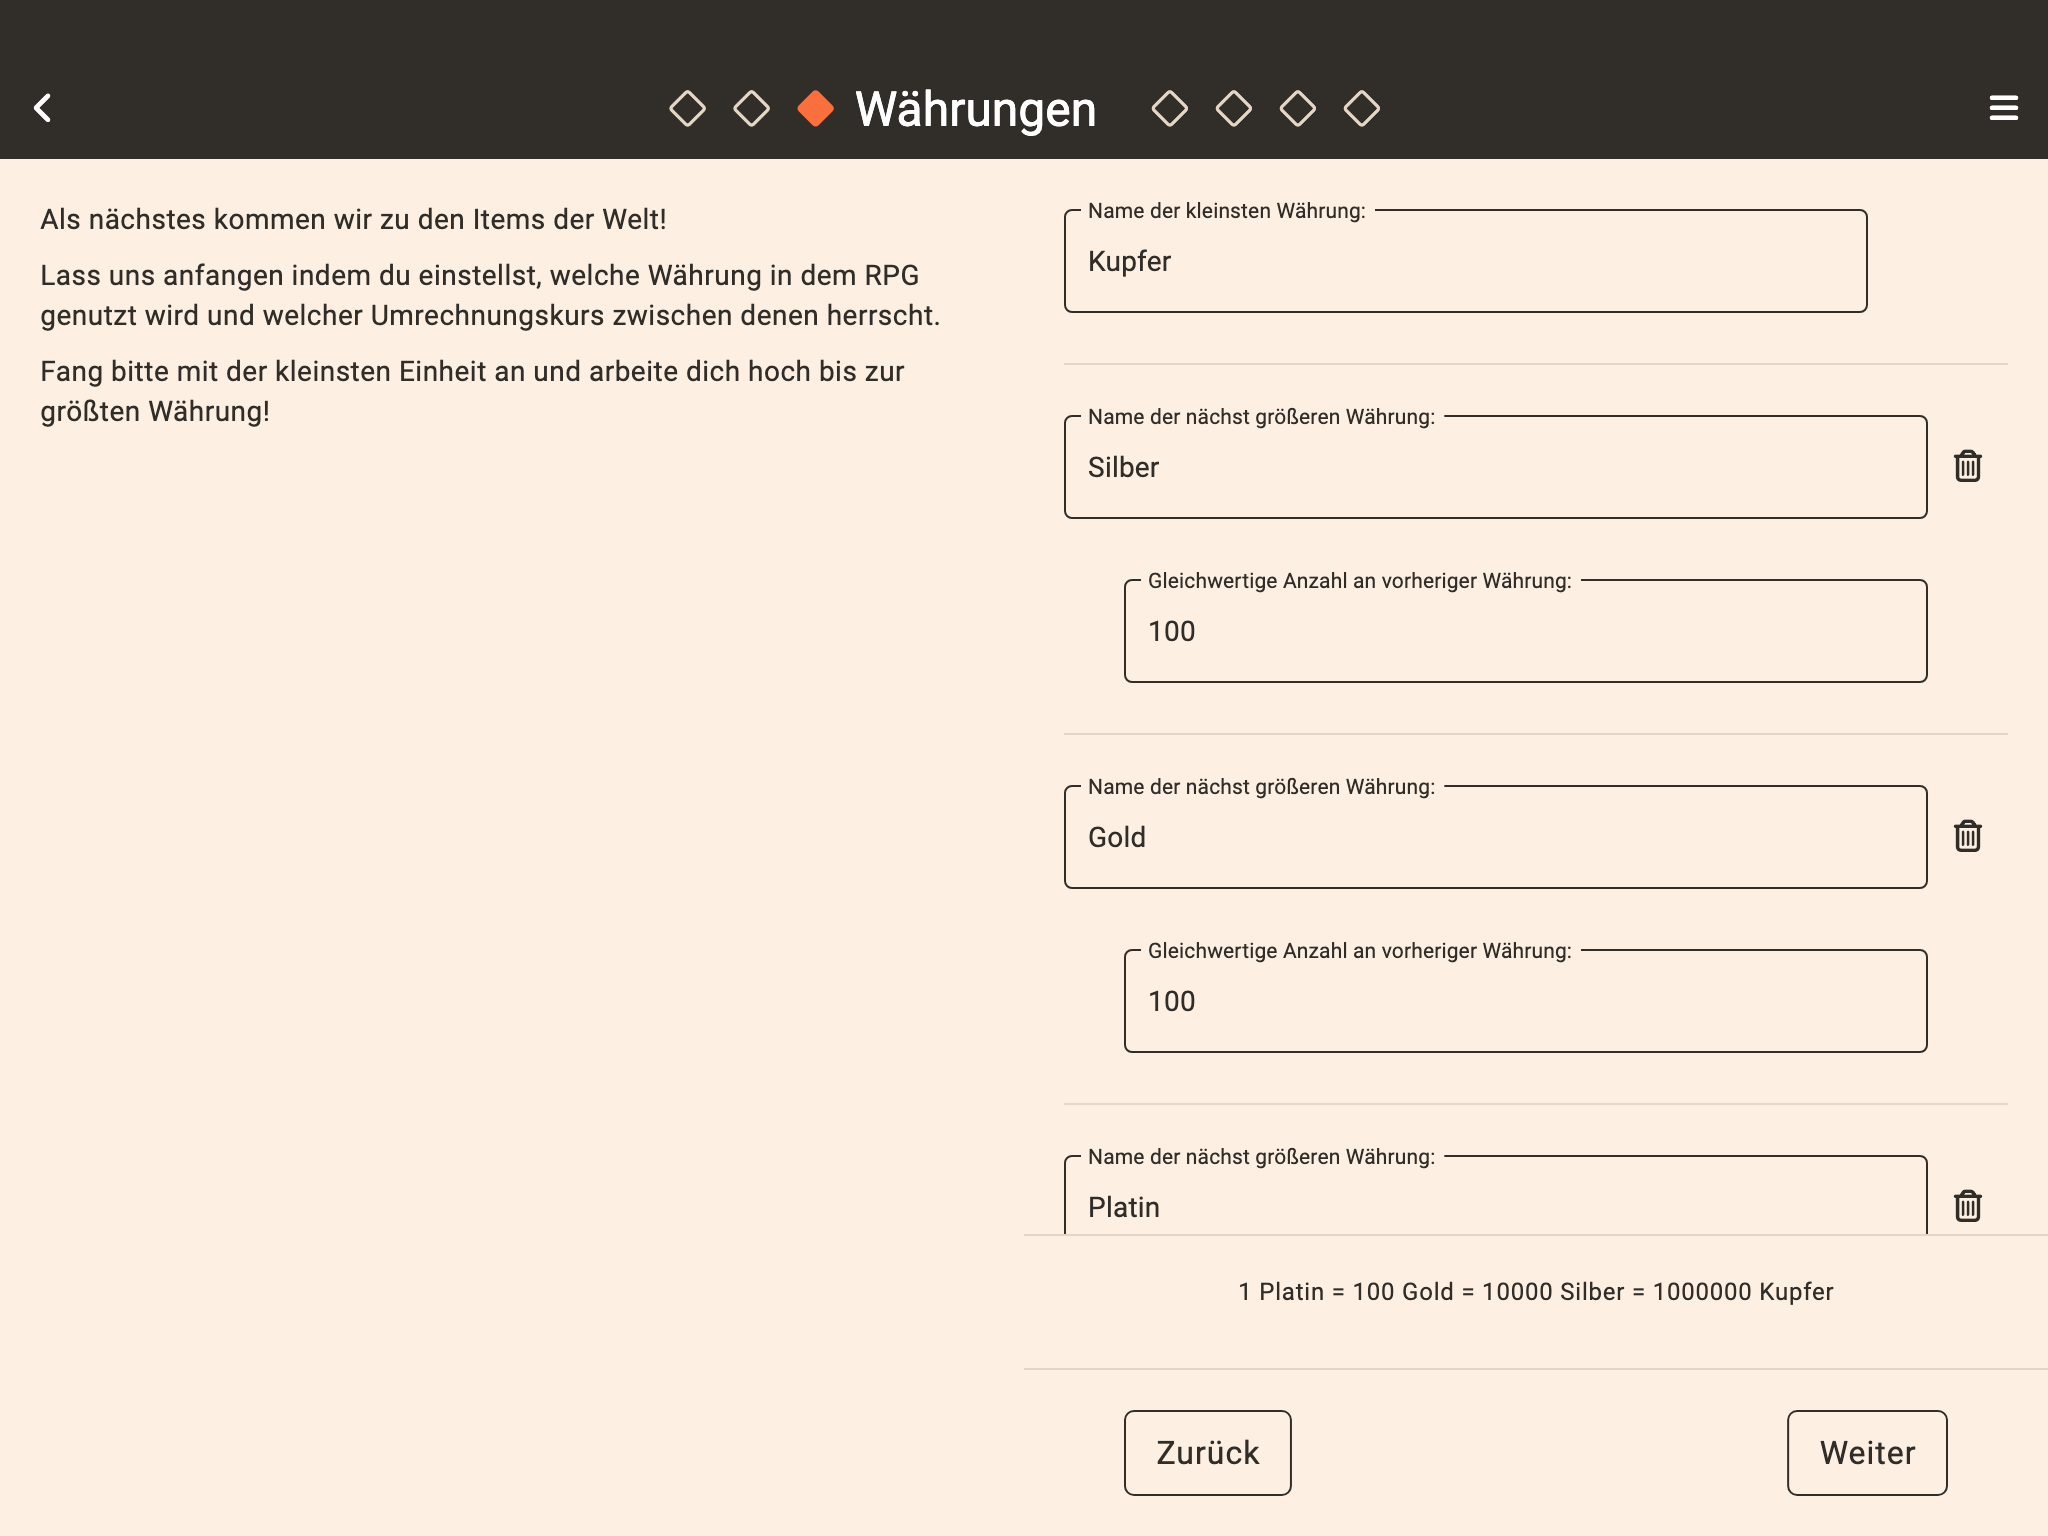 Währungen
Als nächstes kommen wir zu den Items der Welt!
Lass uns anfangen indem du einstellst, welche Währung in dem RPG
genutzt wird und welcher Umrechnungskurs zwischen denen herrscht.
Fang bitte mit der kleinsten Einheit an und arbeite dich hoch bis zur
größten Währung!
Name der kleinsten Währung:
Kupfer
Name der nächst größeren Währung:
Silber
Gleichwertige Anzahl an vorheriger Währung:
100
Name der nächst größeren Währung:
Gold
Gleichwertige Anzahl an vorheriger Währung:
100
Name der nächst größeren Währung:
Platin
1 Platin = 100 Gold = 10000 Silber = 1000000 Kupfer
Zurück
Weiter